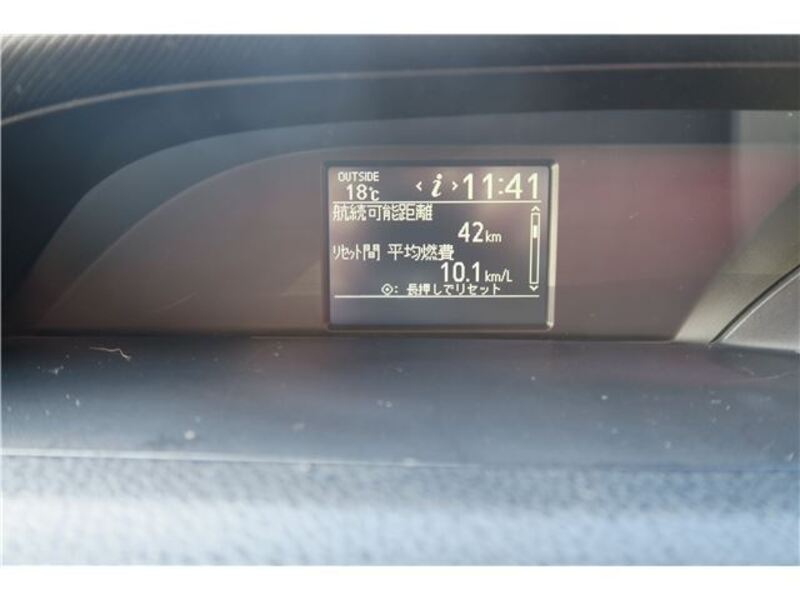 OUTSIDE
18℃ < i > 11:41
航続可能距離
42km
リセット間 平均燃費
10.1km/L
: 長押しでリセット